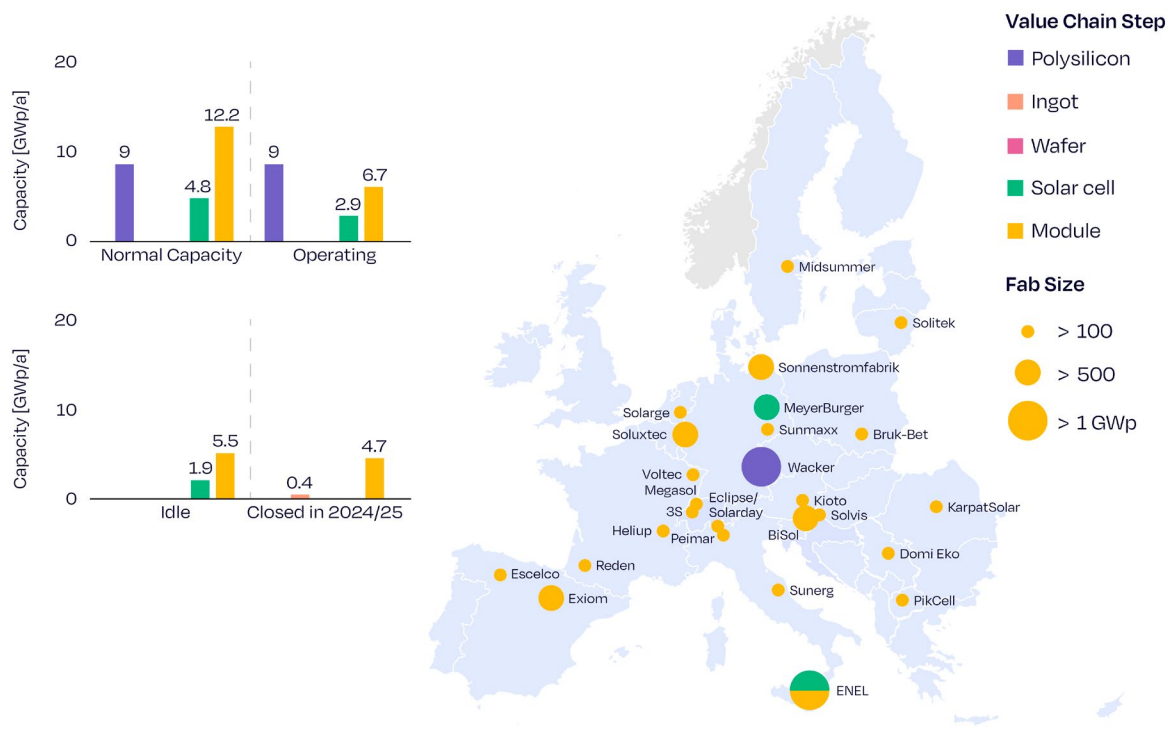 Capacity [GWp/a]
20
10
0
9
4.8
12.2
9
2.9
6.7
Normal Capacity
Operating
Capacity [GWp/a]
20
10
0
1.9
5.5
0.4
4.7
Idle
Closed in 2024/25
Midsummer
Solitek
Sonnenstromfabrik
MeyerBurger
Solarge
Soluxtec
Sunmaxx
Bruk-Bet
Wacker
Voltec
Megasol
3S
Eclipse/
Solarday
Kioto
Solvis
KarpatSolar
Heliup
Peimar
BiSol
Domi Eko
Reden
Escelco
Exiom
Sunerg
PikCell
ENEL
Value Chain Step
Polysilicon
Ingot
Wafer
Solar cell
Module
Fab Size
> 100
> 500
> 1 GWp